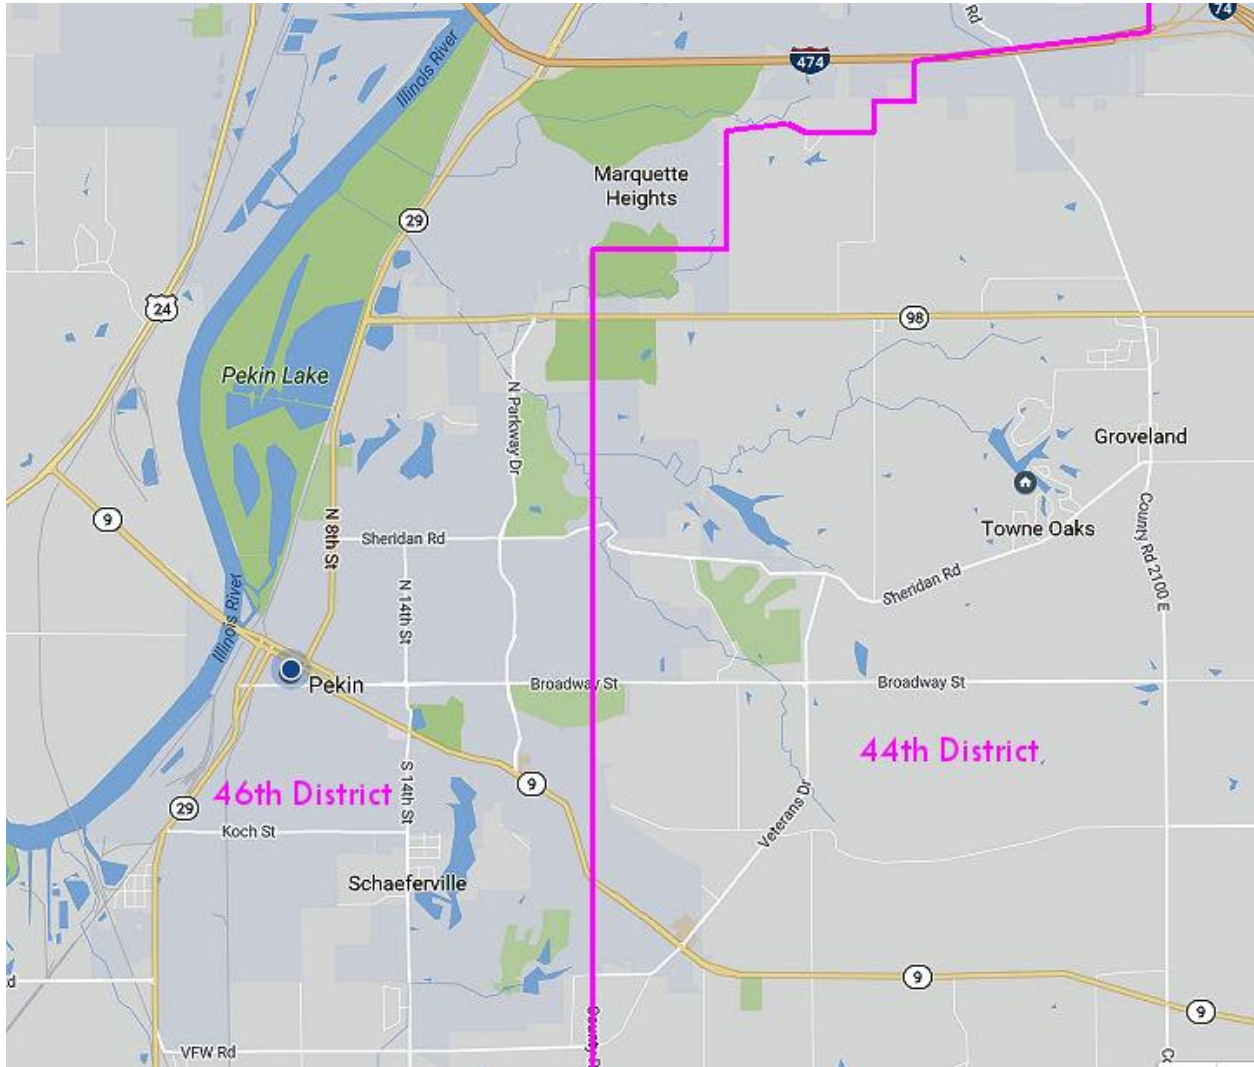 Rd
74
Illinois River
474
Marquette
Heights
29
24
98
Pekin Lake
N Parkway Dr
Groveland
9
N 8th St
Sheridan Rd
Towne Oaks
County Rd 2100 E
Illinois River
N 14th St
Sheridan Rd
Pekin
Broadway St
Broadway St
44th District
46th District
9
S 14th St
29
Koch St
Veterans Dr
Schaeferville
9
9
VFW Rd